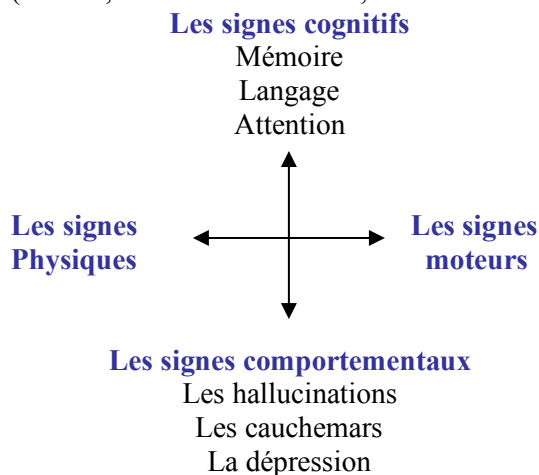 Les signes cognitifs
Mémoire
Langage
Attention
Les signes
Physiques
Les signes
moteurs
Les signes comportementaux
Les hallucinations
Les cauchemars
La dépression